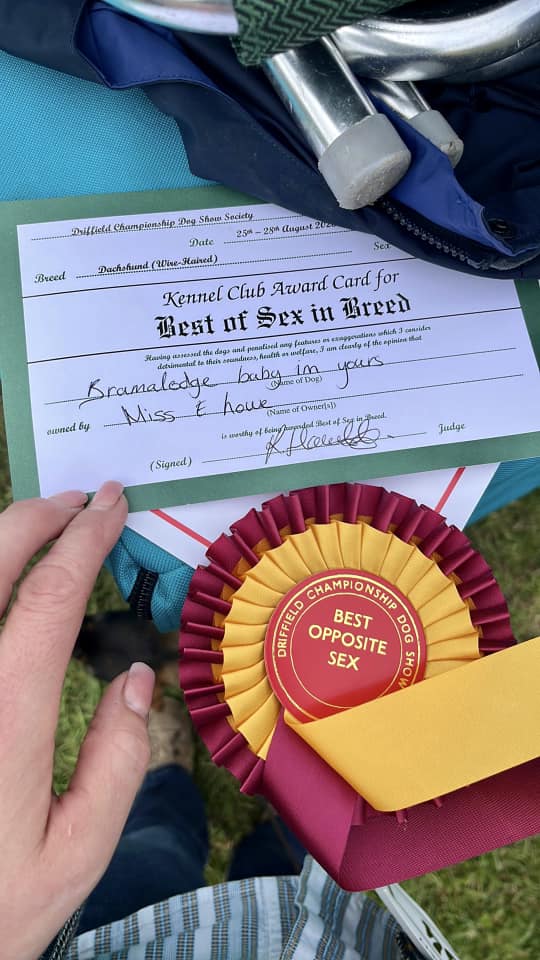 Driffield Championship Dog Show Society
Date 25th – 28th August
Breed Dachshund (Wire-Haired) Sex
Kennel Club Award Card for
Best of Sex in Breed
Having assessed the dogs and penalised any features or exaggerations which I consider
detrimental to their soundness, health or welfare, I am clearly of the opinion that
Bramaledge baby im yours
(Name of Dog)
owned by Miss E howe
(Name of Owner(s))
is worthy of being awarded Best of Sex in Breed.
(Signed) Judge
DRIFFIELD CHAMPIONSHIP DOG SHOW
BEST
OPPOSITE
SEX